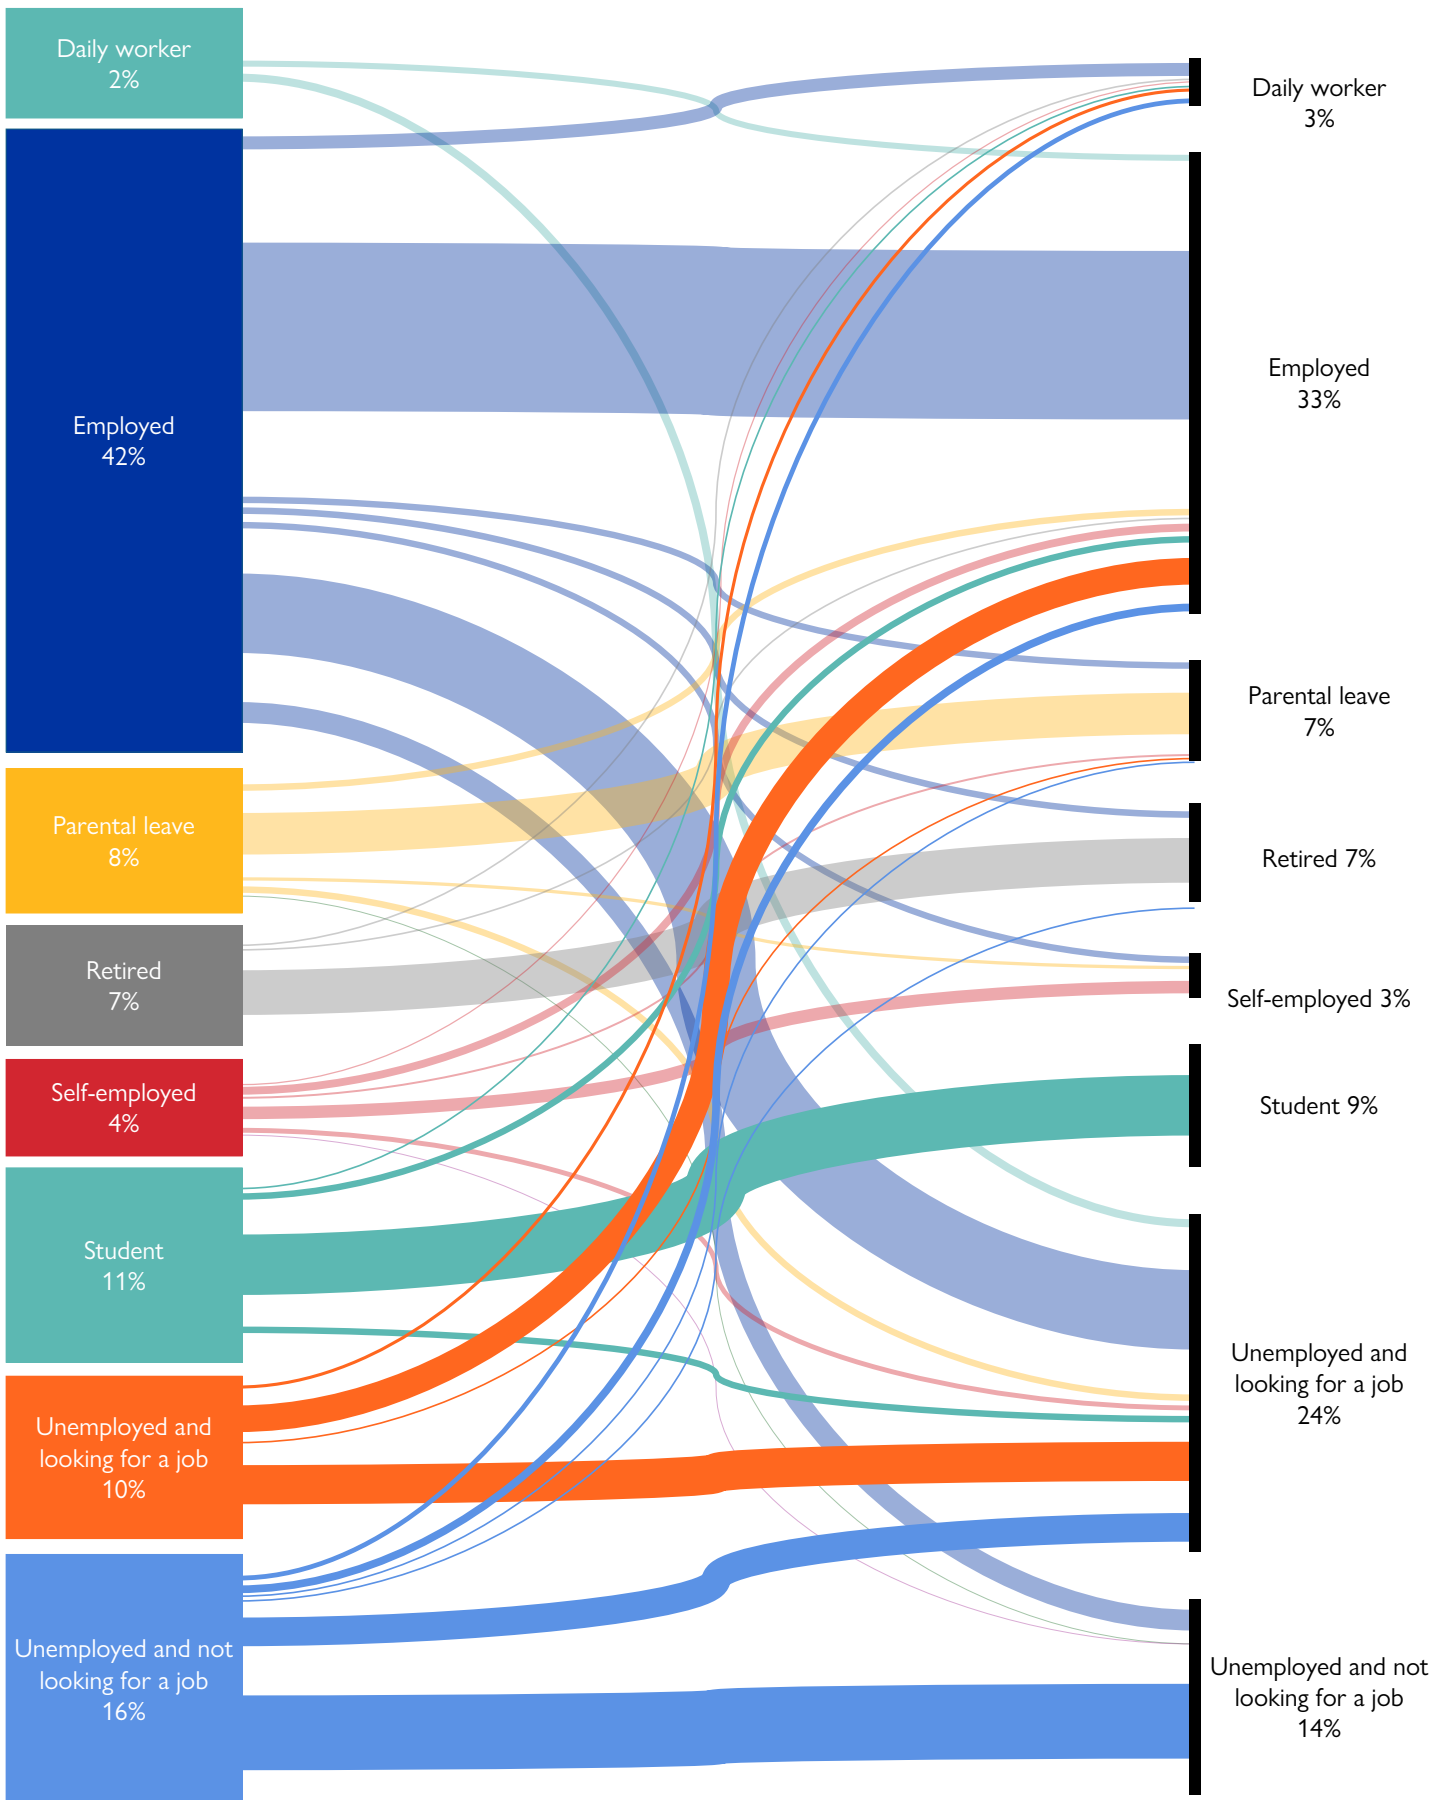 Daily worker
2%
Employed
42%
Parental leave
8%
Retired
7%
Self-employed
4%
Student
11%
Unemployed and
looking for a job
10%
Unemployed and not
looking for a job
16%
Daily worker
3%
Employed
33%
Parental leave
7%
Retired 7%
Self-employed 3%
Student 9%
Unemployed and
looking for a job
24%
Unemployed and not
looking for a job
14%